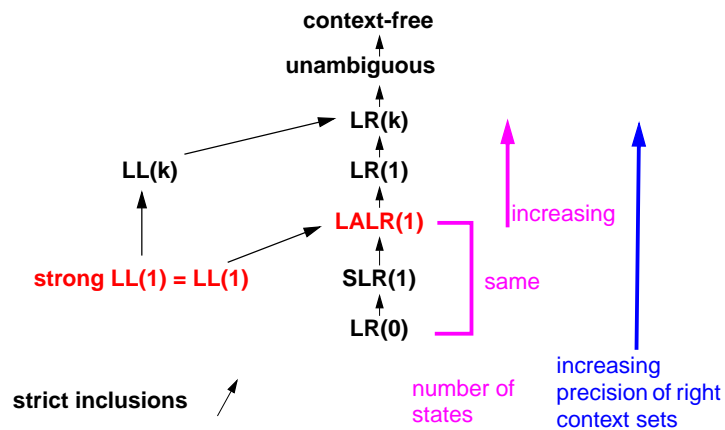 context-free
unambiguous
LR(k)
LL(k)
LR(1)
LALR(1)
increasing
strong LL(1) = LL(1)
SLR(1)
same
LR(0)
number of
states
increasing
precision of right
context sets
strict inclusions